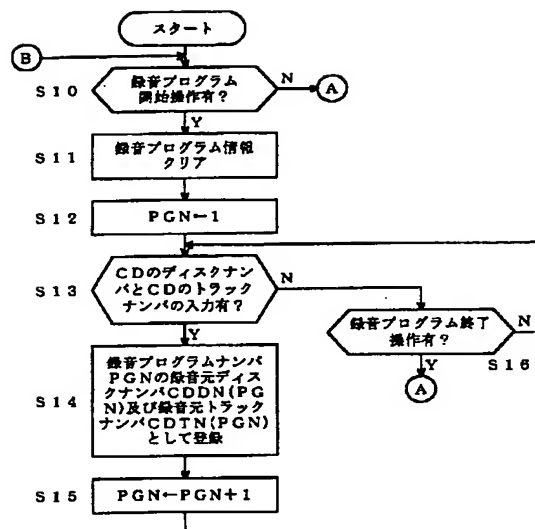 スタート
B
S10
録音プログラム
開始操作有?
N
A
Y
S11
録音プログラム情報
クリア
S12
PGN←1
S13
CDのディスクナン
バとCDのトラック
ナンバの入力有?
N
Y
録音プログラム終了
操作有?
N
S16
Y
A
S14
録音プログラムナンバ
PGNの録音元ディス
クナンバCDDN(PG
N)及び録音元トラック
ナンバCDTN(PGN)
として登録
S15
PGN←PGN+1